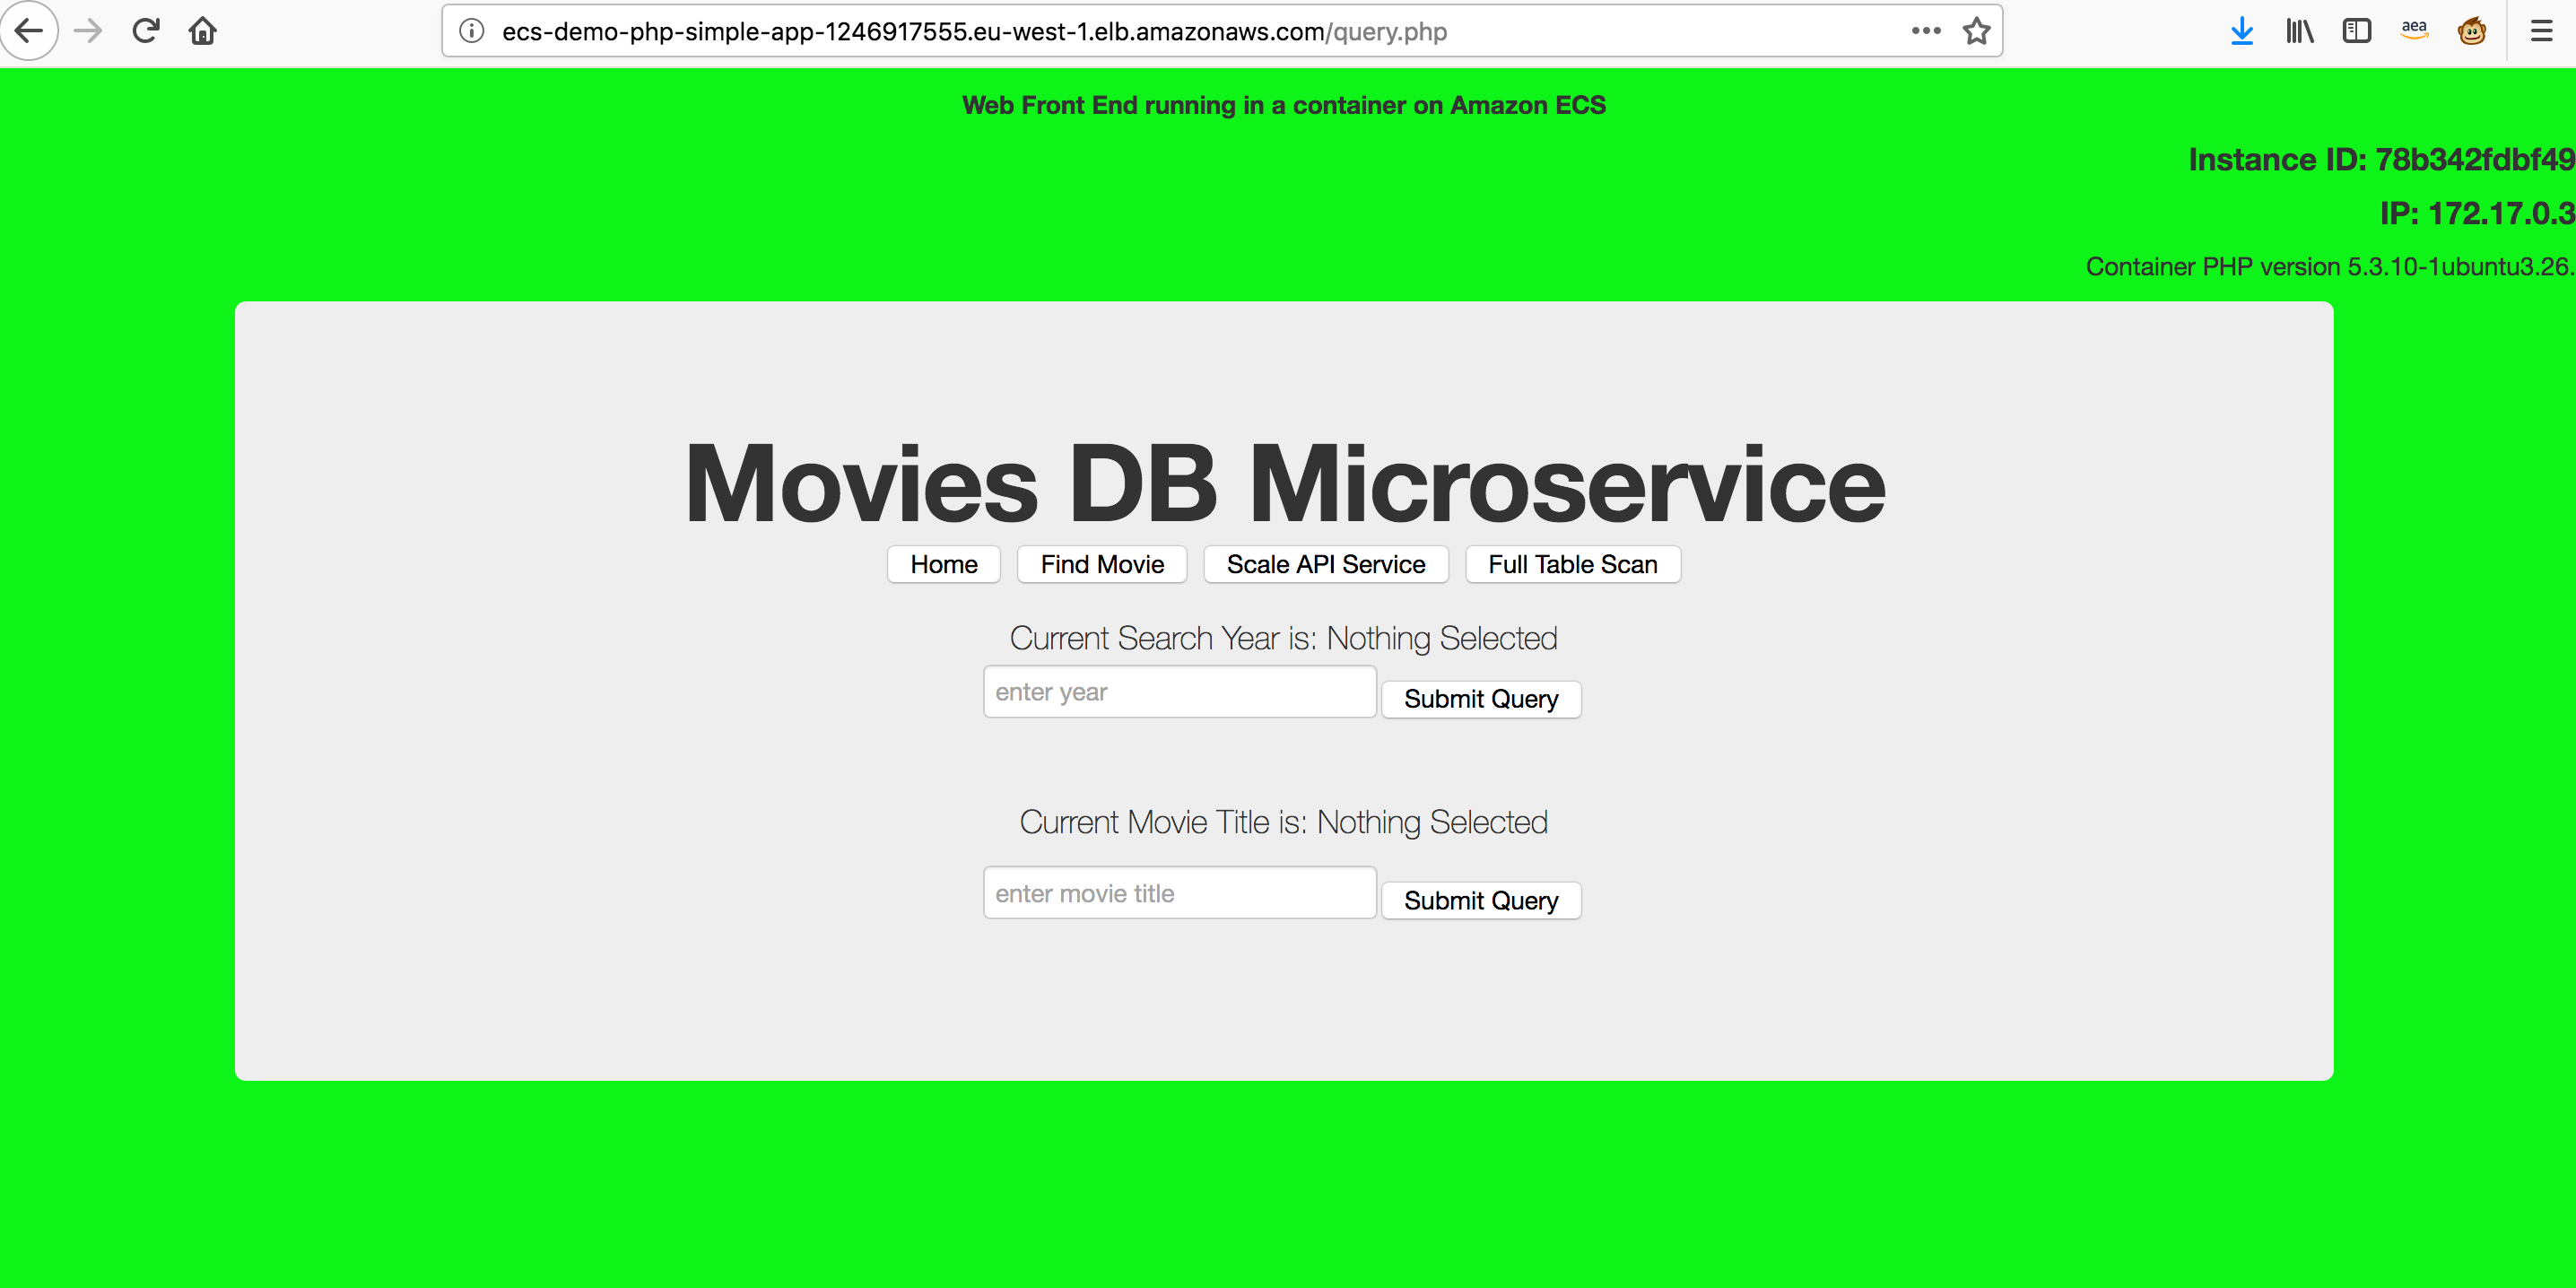 ecs-demo-php-simple-app-1246917555.eu-west-1.elb.amazonaws.com/query.php
aea
Web Front End running in a container on Amazon ECS
Instance ID: 78b342fdbf49
IP: 172.17.0.3
Container PHP version 5.3.10-1ubuntu3.26.
Movies DB Microservice
Home Find Movie Scale API Service Full Table Scan
Current Search Year is: Nothing Selected
enter year Submit Query
Current Movie Title is: Nothing Selected
enter movie title Submit Query